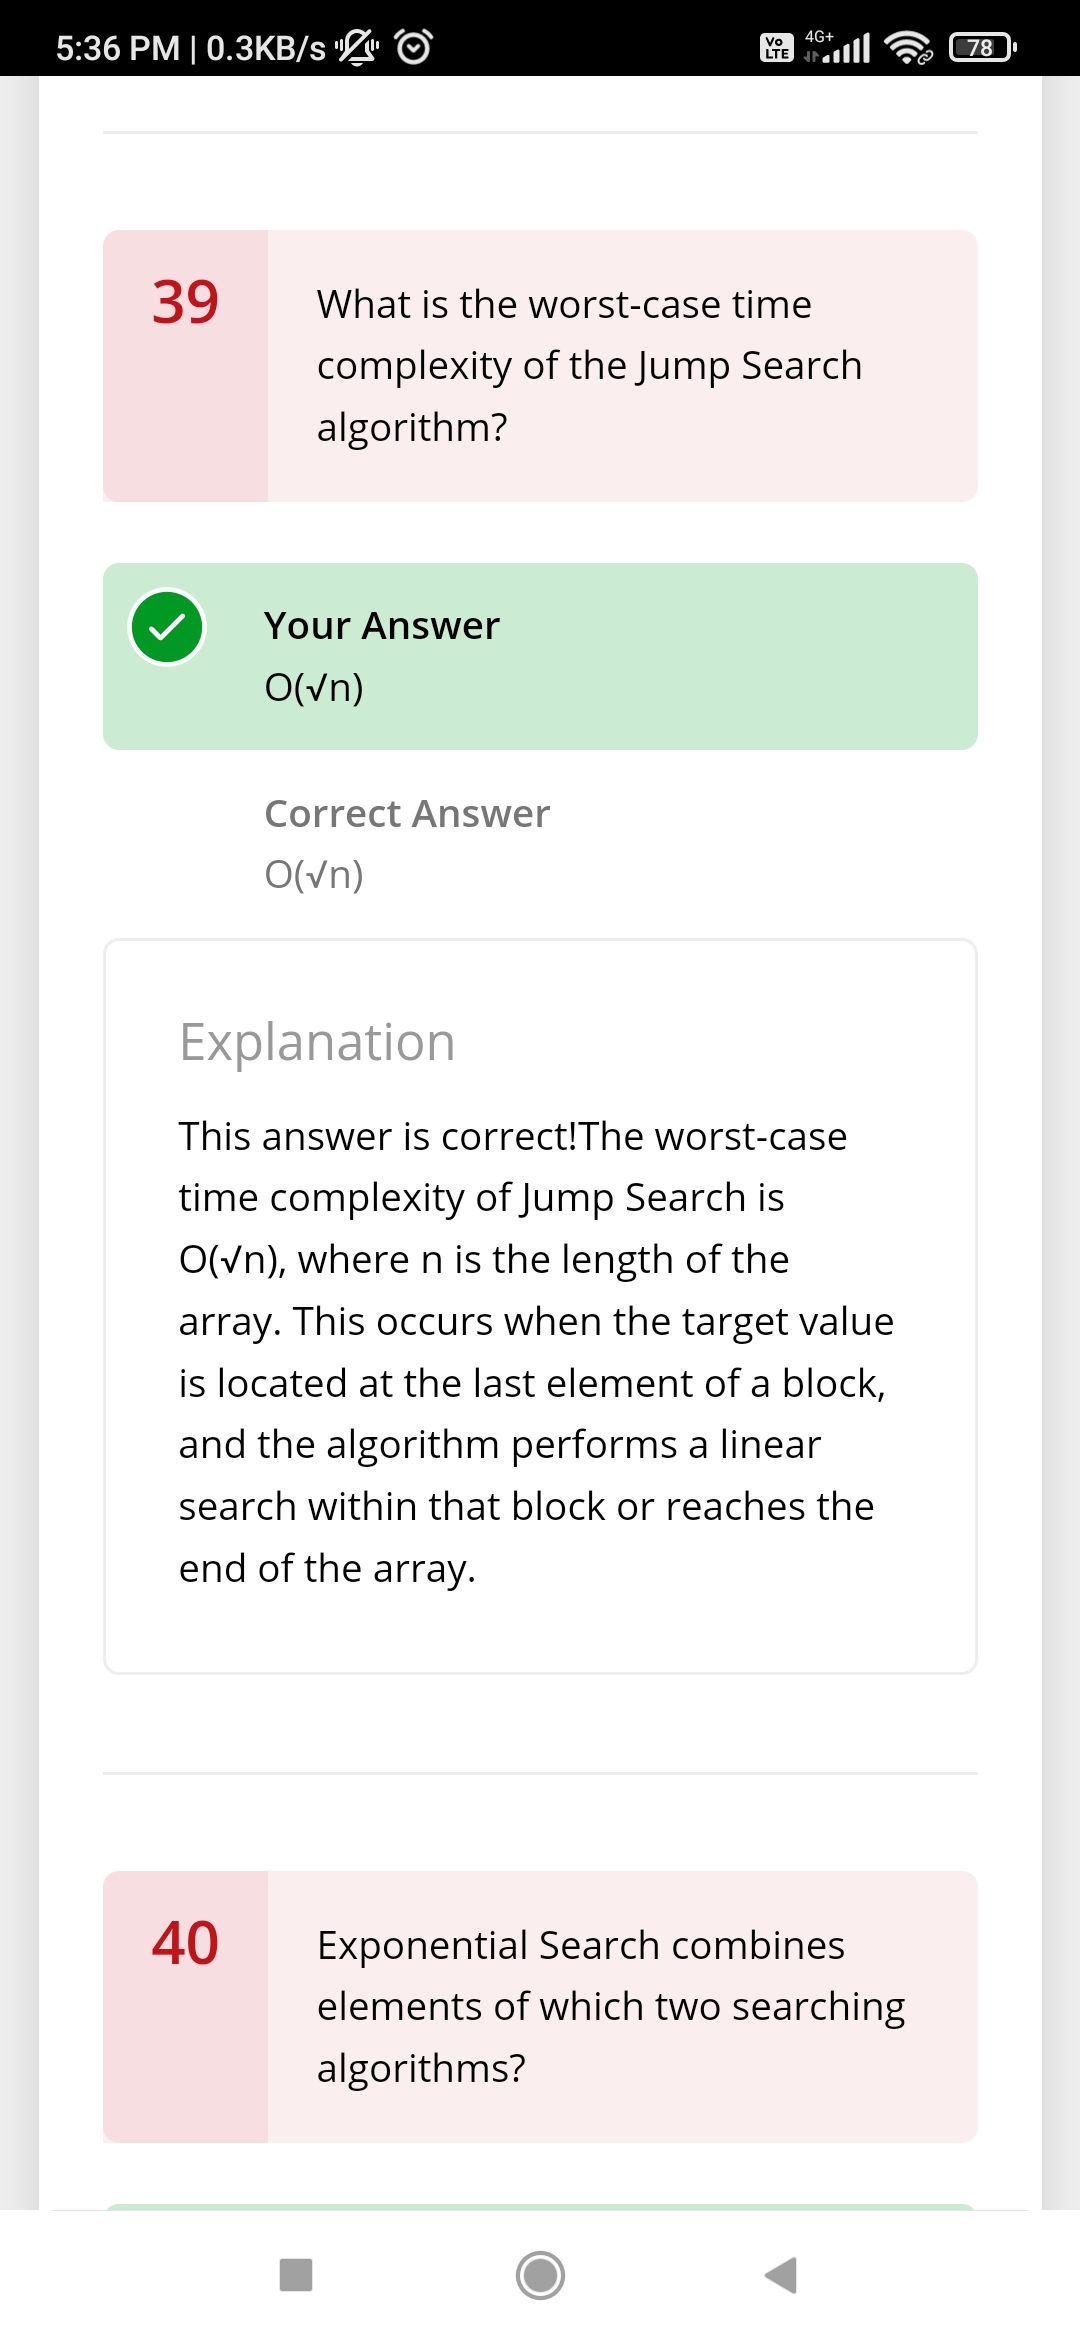 5:36 PM | 0.3KB/s
Vo LTE 4G+ 78
39
What is the worst-case time
complexity of the Jump Search
algorithm?
Your Answer
O(√n)
Correct Answer
O(√n)
Explanation
This answer is correct!The worst-case
time complexity of Jump Search is
O(√n), where n is the length of the
array. This occurs when the target value
is located at the last element of a block,
and the algorithm performs a linear
search within that block or reaches the
end of the array.
40
Exponential Search combines
elements of which two searching
algorithms?